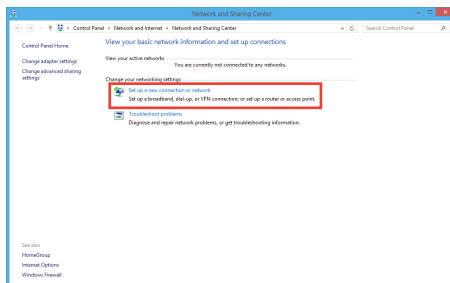 Network and Sharing Center
Control Panel
Network and Internet
Network and Sharing Center
Search Control Panel
Control Panel Home
Change adapter settings
Change advanced sharing
settings
View your basic network information and set up connections
View your active networks
You are currently not connected to any networks.
Change your networking settings
Set up a new connection or network
Set up a broadband, dial-up, or VPN connection; or set up a router or access point.
Troubleshoot problems
Diagnose and repair network problems, or get troubleshooting information.
See also
HomeGroup
Internet Options
Windows Firewall